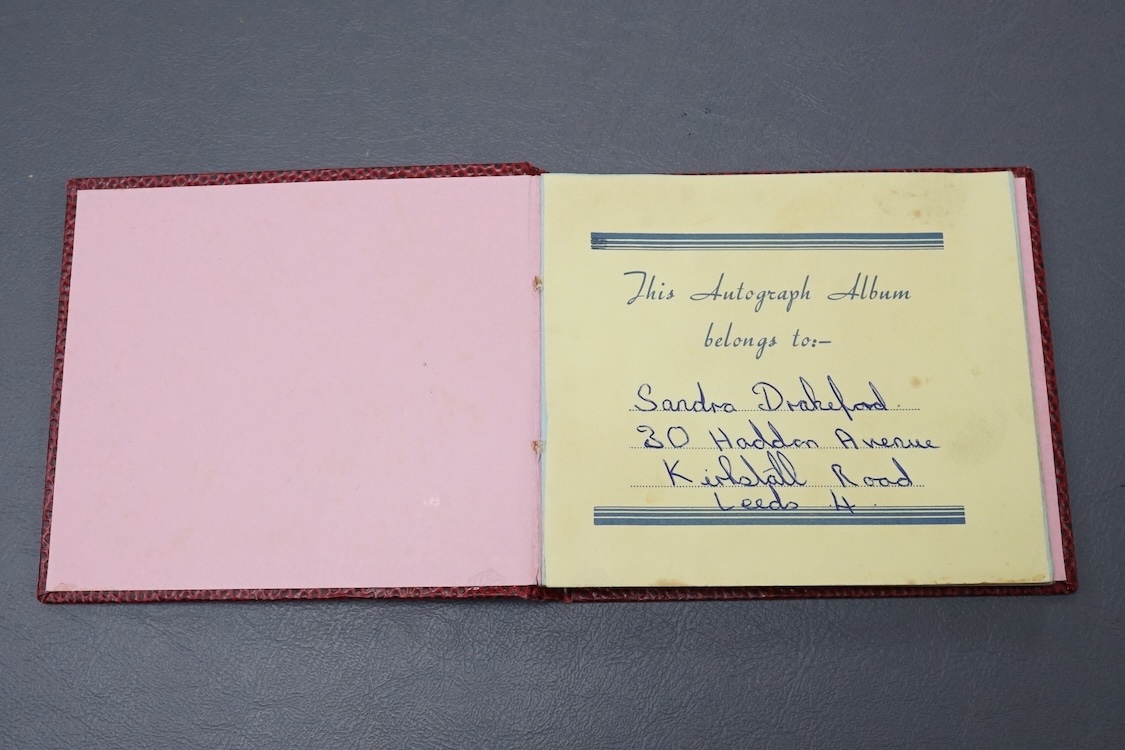 This Autograph Album
belongs to:–
Sandra Drakeford
30 Haddon Avenue
Kirkstall Road
Leeds 4